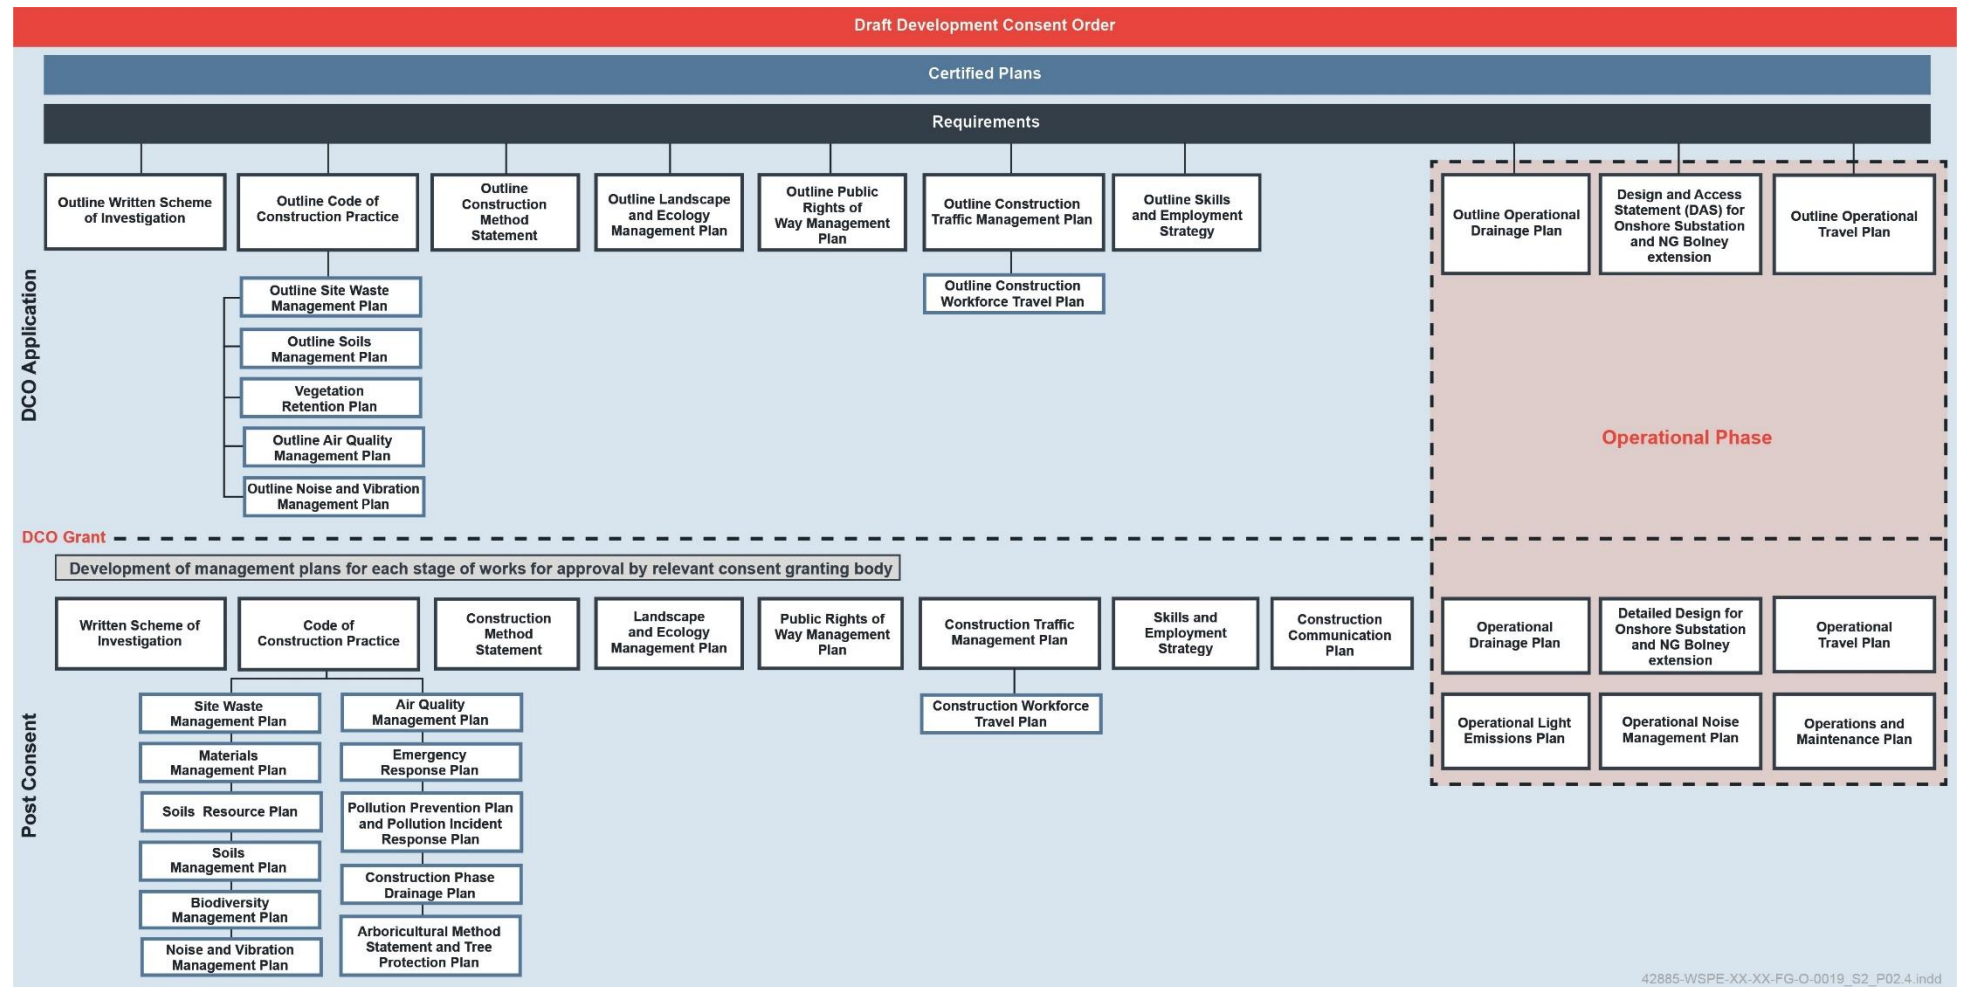 Draft Development Consent Order
Certified Plans
Requirements
DCO Application
Outline Written Scheme
of Investigation
Outline Code of
Construction Practice
Outline
Construction
Method
Statement
Outline Landscape
and Ecology
Management Plan
Outline Public
Rights of
Way Management
Plan
Outline Construction
Traffic Management Plan
Outline Skills
and Employment
Strategy
Outline Operational
Drainage Plan
Design and Access
Statement (DAS) for
Onshore Substation
and NG Bolney
extension
Outline Operational
Travel Plan
Outline Site Waste
Management Plan
Outline Soils
Management Plan
Vegetation
Retention Plan
Outline Air Quality
Management Plan
Outline Noise and Vibration
Management Plan
Outline Construction
Workforce Travel Plan
Operational Phase
DCO Grant
Development of management plans for each stage of works for approval by relevant consent granting body
Post Consent
Written Scheme of
Investigation
Code of
Construction Practice
Construction
Method
Statement
Landscape
and Ecology
Management Plan
Public Rights of
Way Management
Plan
Construction Traffic
Management Plan
Skills and
Employment
Strategy
Construction
Communication
Plan
Operational
Drainage Plan
Detailed Design for
Onshore Substation
and NG Bolney
extension
Operational
Travel Plan
Site Waste
Management Plan
Materials
Management Plan
Soils Resource Plan
Soils
Management Plan
Biodiversity
Management Plan
Noise and Vibration
Management Plan
Air Quality
Management Plan
Emergency
Response Plan
Pollution Prevention Plan
and Pollution Incident
Response Plan
Construction Phase
Drainage Plan
Arboricultural Method
Statement and Tree
Protection Plan
Construction Workforce
Travel Plan
Operational Light
Emissions Plan
Operational Noise
Management Plan
Operations and
Maintenance Plan
42885-WSPE-XX-XX-FG-O-0019_S2_P02.4.indd